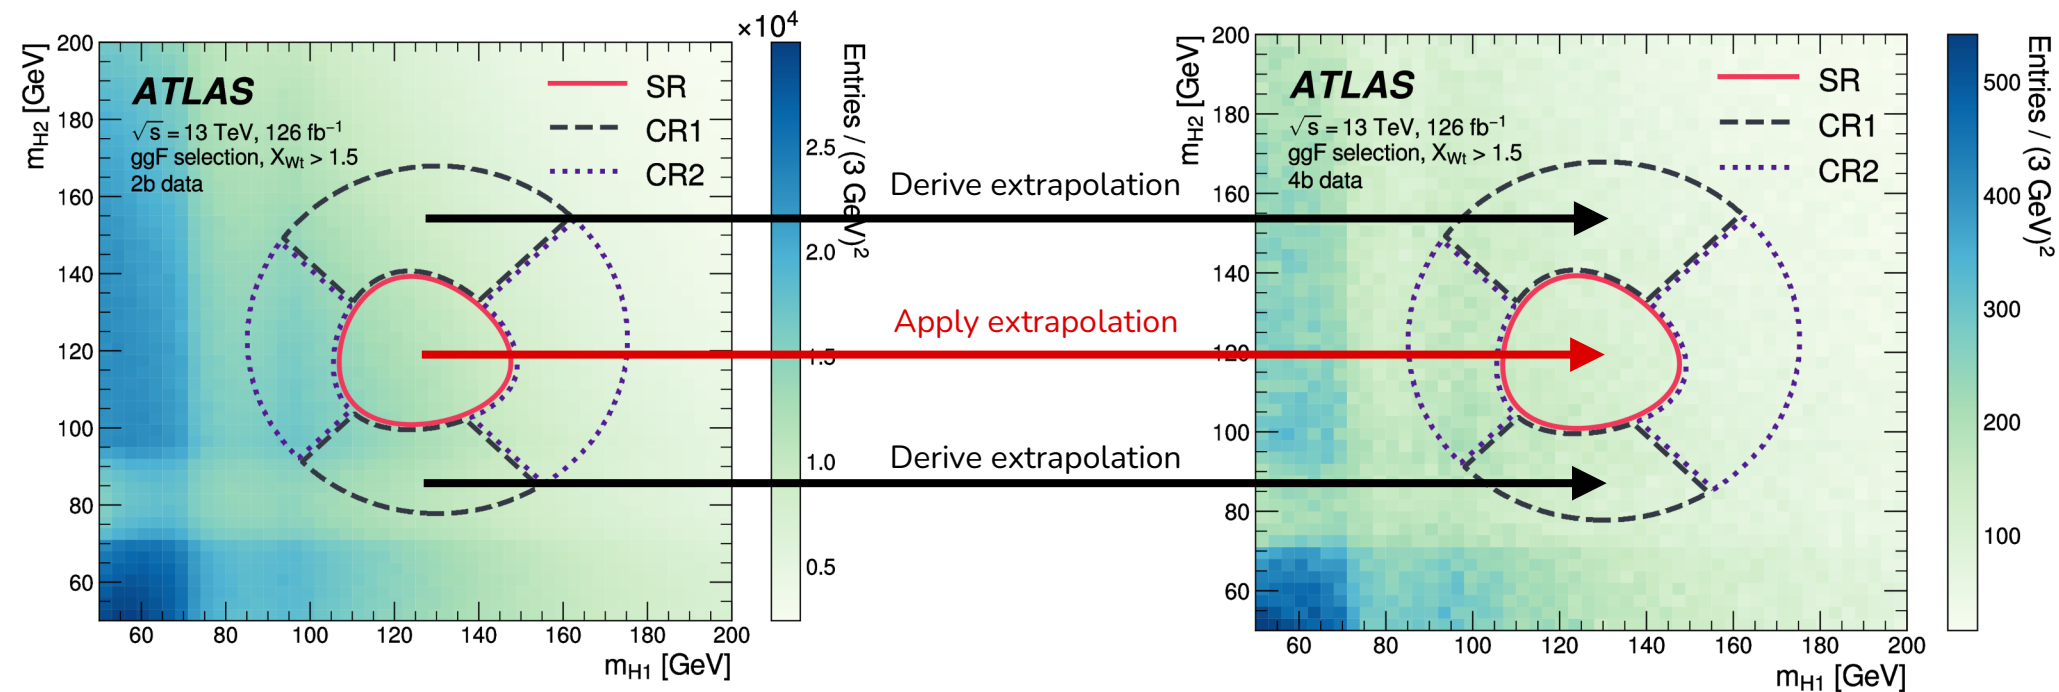 ×10⁴
200
180
160
140
120
100
80
60
m_H2 [GeV]
ATLAS
√s = 13 TeV, 126 fb⁻¹
ggF selection, X_Wt > 1.5
2b data
SR
CR1
CR2
60 80 100 120 140 160 180 200
m_H1 [GeV]
2.5
2.0
1.5
1.0
0.5
Entries / (3 GeV)²
Derive extrapolation
Apply extrapolation
Derive extrapolation
200
180
160
140
120
100
80
60
m_H2 [GeV]
ATLAS
√s = 13 TeV, 126 fb⁻¹
ggF selection, X_Wt > 1.5
4b data
SR
CR1
CR2
60 80 100 120 140 160 180 200
m_H1 [GeV]
500
400
300
200
100
Entries / (3 GeV)²